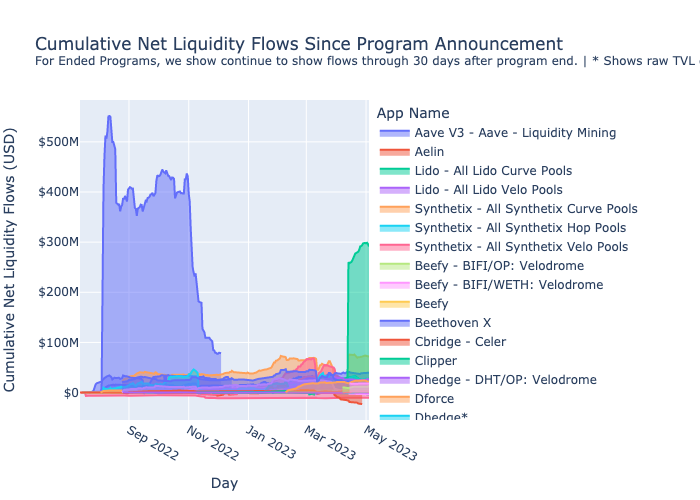 Cumulative Net Liquidity Flows Since Program Announcement
For Ended Programs, we show continue to show flows through 30 days after program end. | * Shows raw TVL
Cumulative Net Liquidity Flows (USD)
$500M
$400M
$300M
$200M
$100M
$0
Sep 2022
Nov 2022
Jan 2023
Mar 2023
May 2023
Day
App Name
Aave V3 - Aave - Liquidity Mining
Aelin
Lido - All Lido Curve Pools
Lido - All Lido Velo Pools
Synthetix - All Synthetix Curve Pools
Synthetix - All Synthetix Hop Pools
Synthetix - All Synthetix Velo Pools
Beefy - BIFI/OP: Velodrome
Beefy - BIFI/WETH: Velodrome
Beefy
Beethoven X
Cbridge - Celer
Clipper
Dhedge - DHT/OP: Velodrome
Dforce
Dhedge*